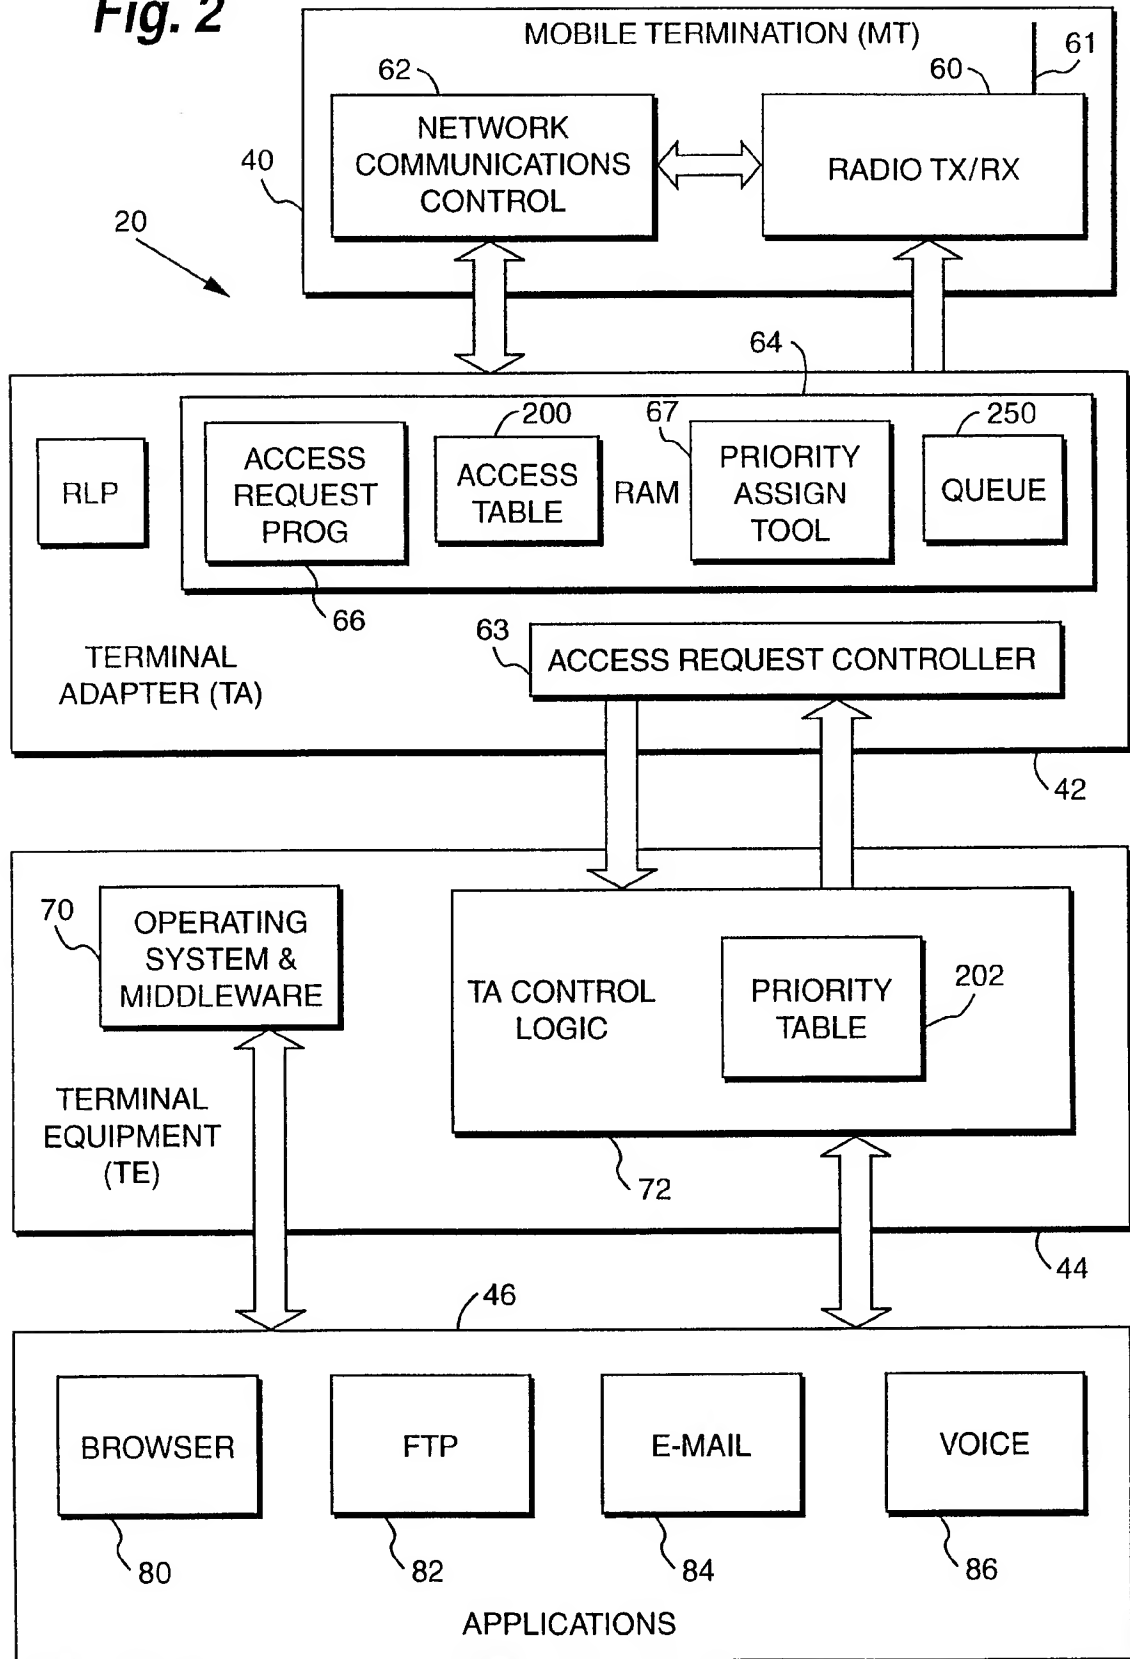 Fig. 2
MOBILE TERMINATION (MT)
61
62
60
NETWORK
COMMUNICATIONS
CONTROL
RADIO TX/RX
40
20
64
200
67
250
RLP
ACCESS
REQUEST
PROG
ACCESS
TABLE
RAM
PRIORITY
ASSIGN
TOOL
QUEUE
66
63
ACCESS REQUEST CONTROLLER
TERMINAL
ADAPTER (TA)
42
70
OPERATING
SYSTEM &
MIDDLEWARE
TA CONTROL
LOGIC
PRIORITY
TABLE
202
TERMINAL
EQUIPMENT
(TE)
72
44
46
BROWSER
FTP
E-MAIL
VOICE
80
82
84
86
APPLICATIONS